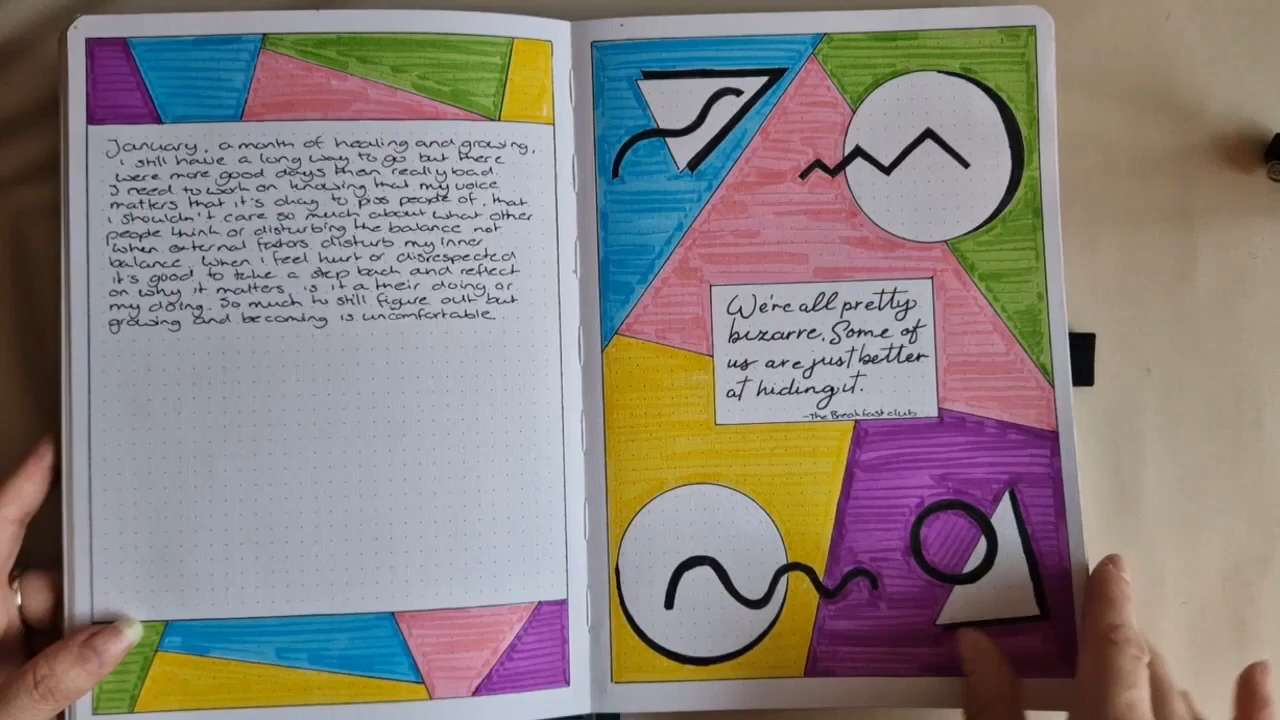 January, a month of healing and growing,
i still have a long way to go but there
were more good days then really bad.
I need to work on knowing that my voice
matters that it's okay to piss people of, that
i shouldn't care so much about what other
people think or disturbing the balance not
when external factors disturb my inner
balance. When i feel hurt or disrespected
it's good to take a step back and reflect
on why it matters, is it a their doing or
my doing. So much to still figure out but
growing and becoming is uncomfortable.
We're all pretty
bizarre. Some of
us are just better
at hiding it.
-The Breakfast club